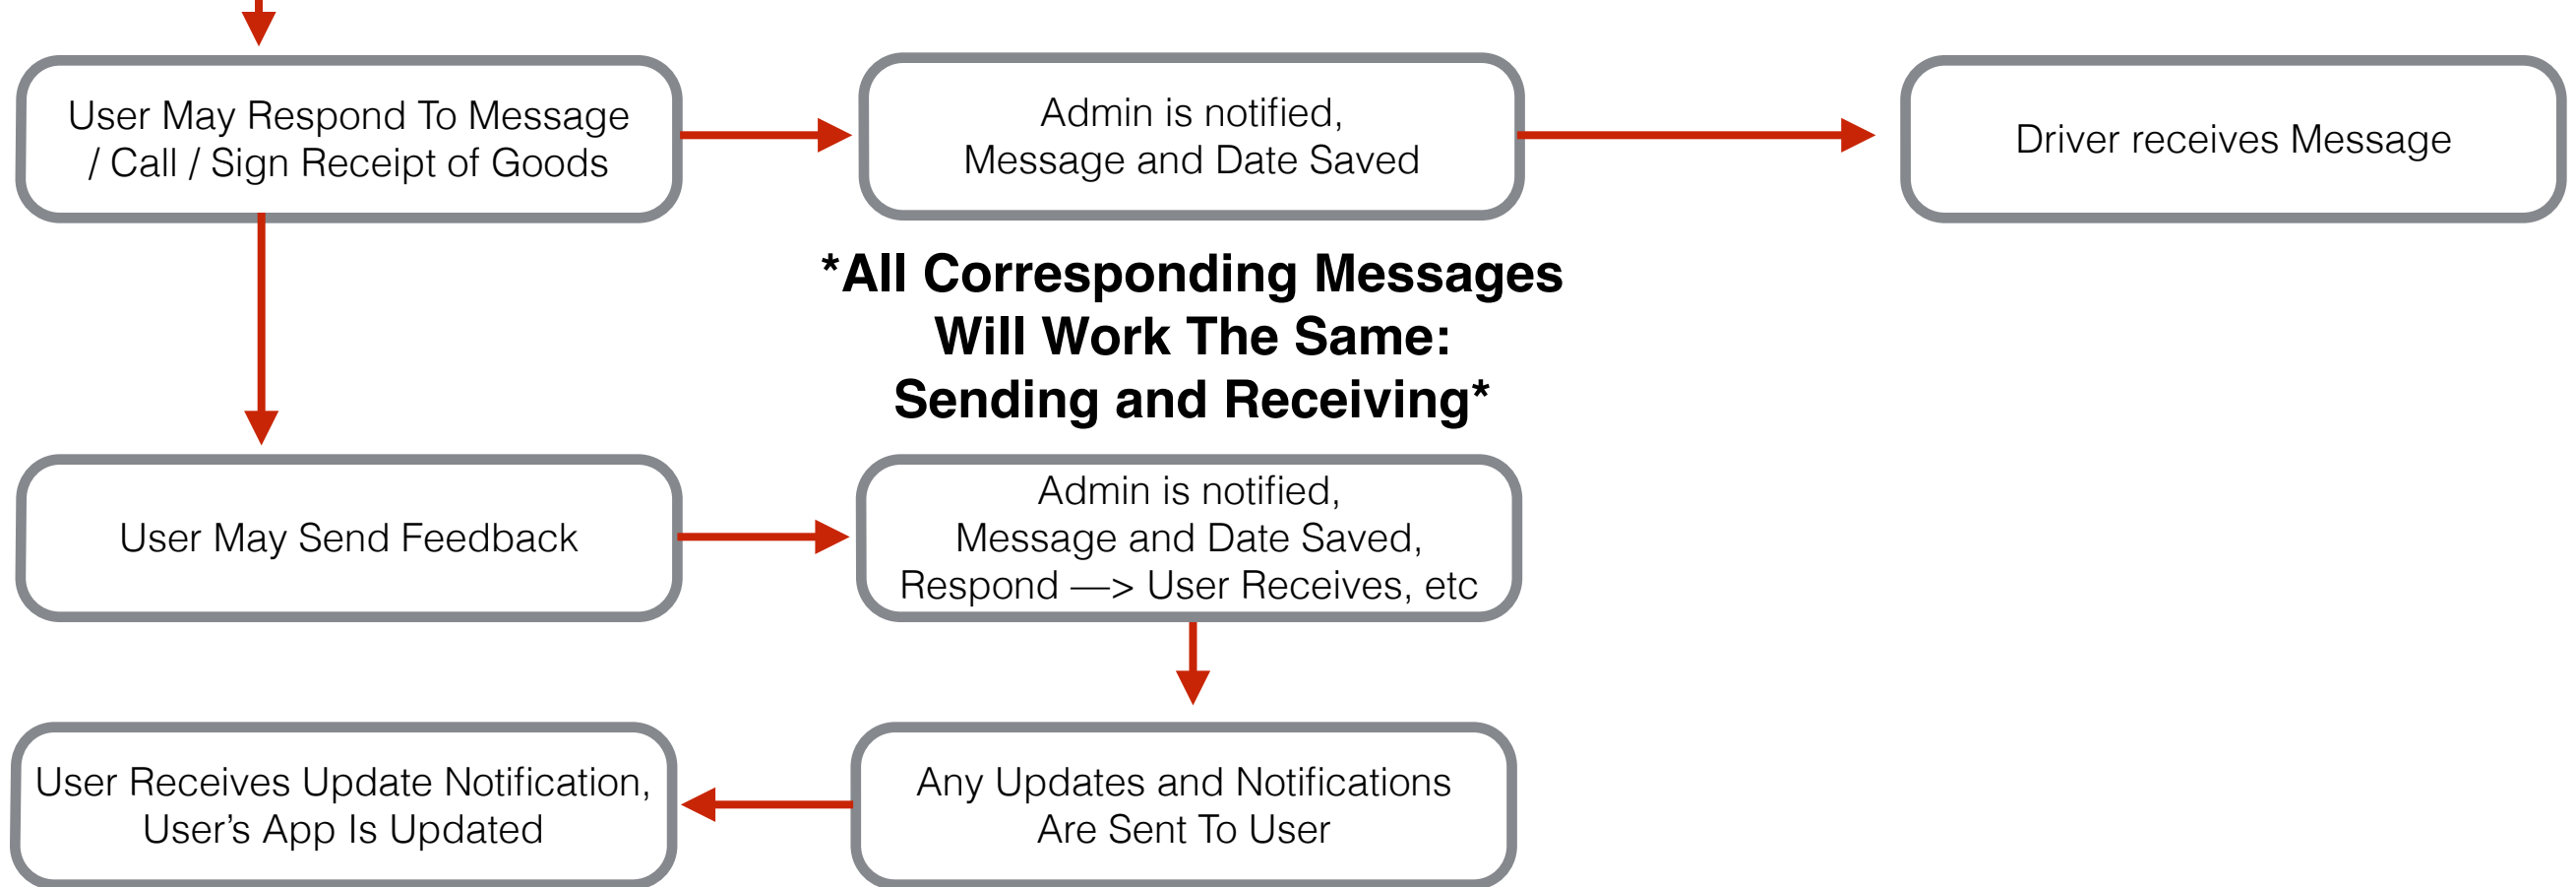 User May Respond To Message
/ Call / Sign Receipt of Goods
Admin is notified,
Message and Date Saved
Driver receives Message
*All Corresponding Messages
Will Work The Same:
Sending and Receiving*
User May Send Feedback
Admin is notified,
Message and Date Saved,
Respond —> User Receives, etc
User Receives Update Notification,
User’s App Is Updated
Any Updates and Notifications
Are Sent To User